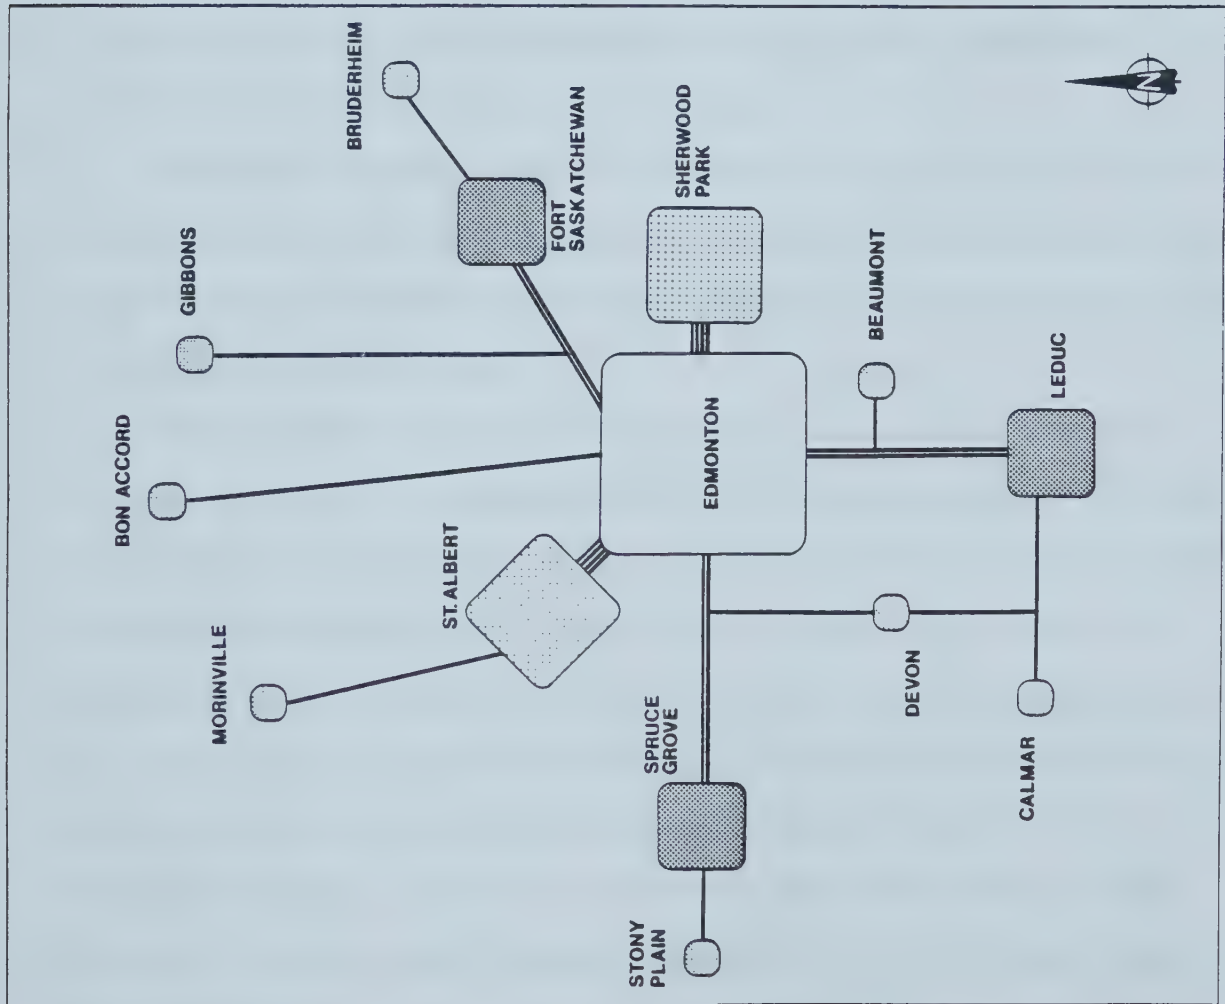 BRUDERHEIM
N
FORT
SASKATCHEWAN
SHERWOOD
PARK
GIBBONS
BEAUMONT
BON ACCORD
EDMONTON
LEDUC
ST. ALBERT
MORINVILLE
DEVON
SPRUCE
GROVE
CALMAR
STONY
PLAIN